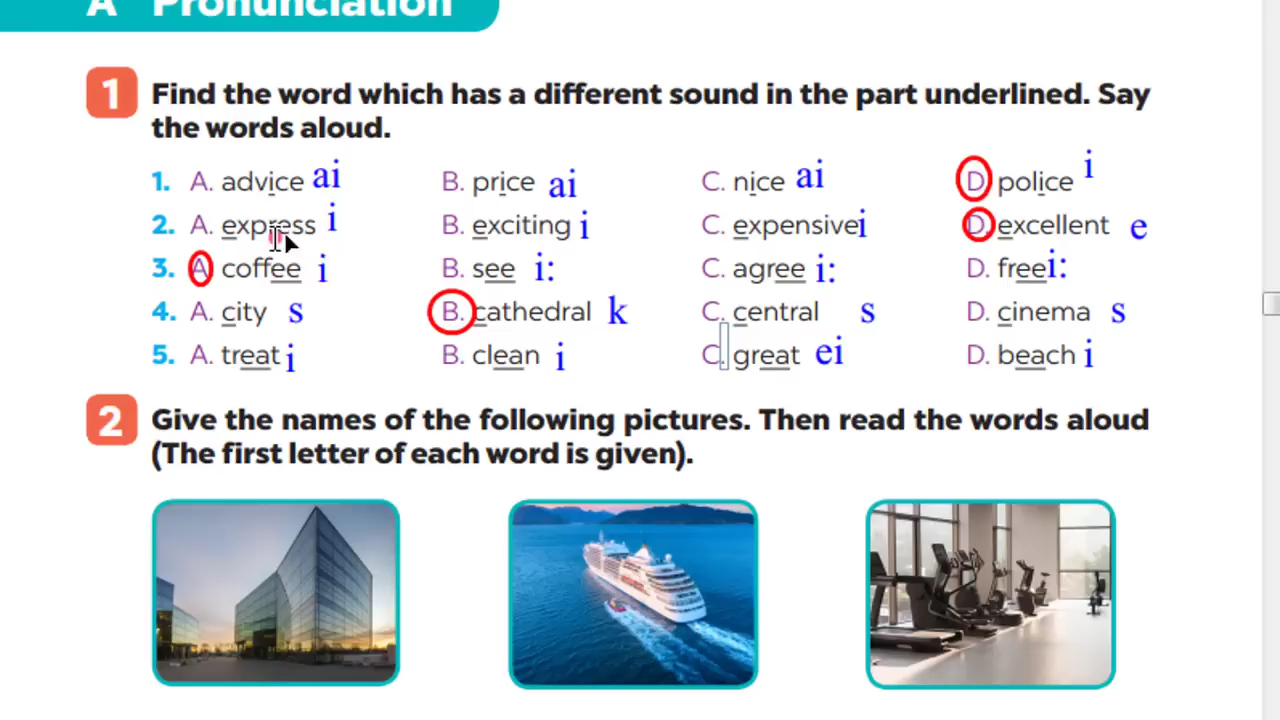 A Pronunciation
1 Find the word which has a different sound in the part underlined. Say
the words aloud.
1. A. advice ai B. price ai C. nice ai D. police i
2. A. express i B. exciting i C. expensive i D. excellent e
3. A coffee i B. see i: C. agree i: D. free i:
4. A. city s B. cathedral k C. central s D. cinema s
5. A. treat i B. clean i C. great ei D. beach i
2 Give the names of the following pictures. Then read the words aloud
(The first letter of each word is given).